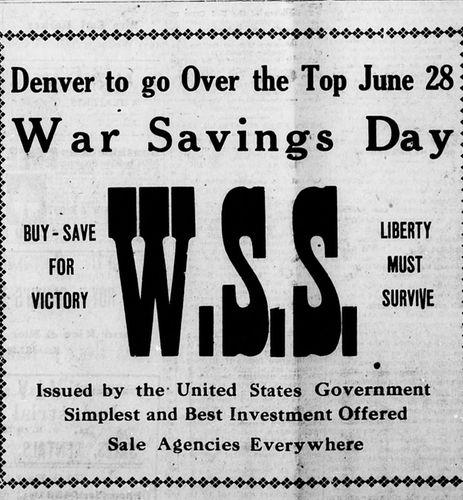 Denver to go Over the Top June 28
War Savings Day
BUY - SAVE
FOR
VICTORY
W.S.S.
LIBERTY
MUST
SURVIVE
Issued by the United States Government
Simplest and Best Investment Offered
Sale Agencies Everywhere